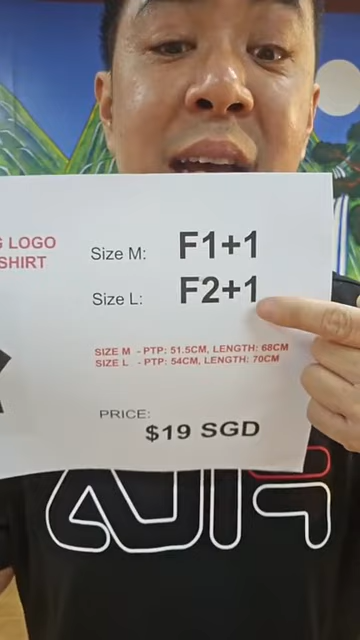 LOGO
SHIRT
Size M: F1+1
Size L: F2+1
SIZE M - PTP: 51.5CM, LENGTH: 68CM
SIZE L - PTP: 54CM, LENGTH: 70CM
PRICE:
$19 SGD